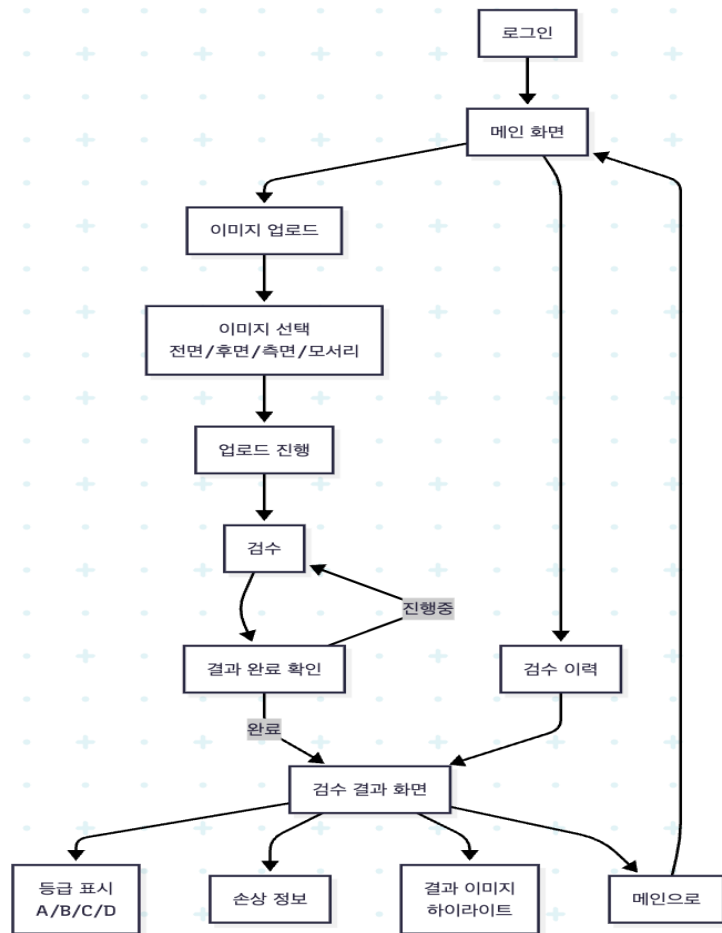 로그인
메인 화면
이미지 업로드
이미지 선택
전면/후면/측면/모서리
업로드 진행
검수
진행중
결과 완료 확인
검수 이력
완료
검수 결과 화면
등급 표시
A/B/C/D
손상 정보
결과 이미지
하이라이트
메인으로